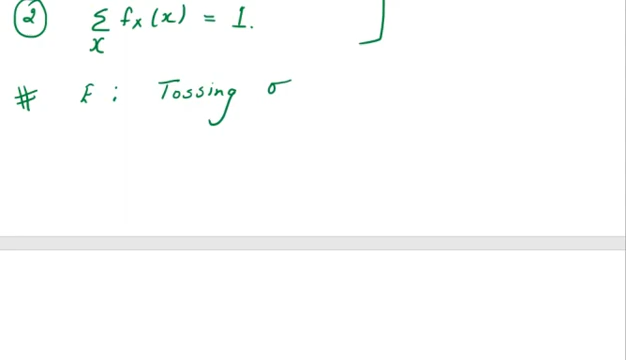 ② Σ fx(x) = 1.
x
# E : Tossing a